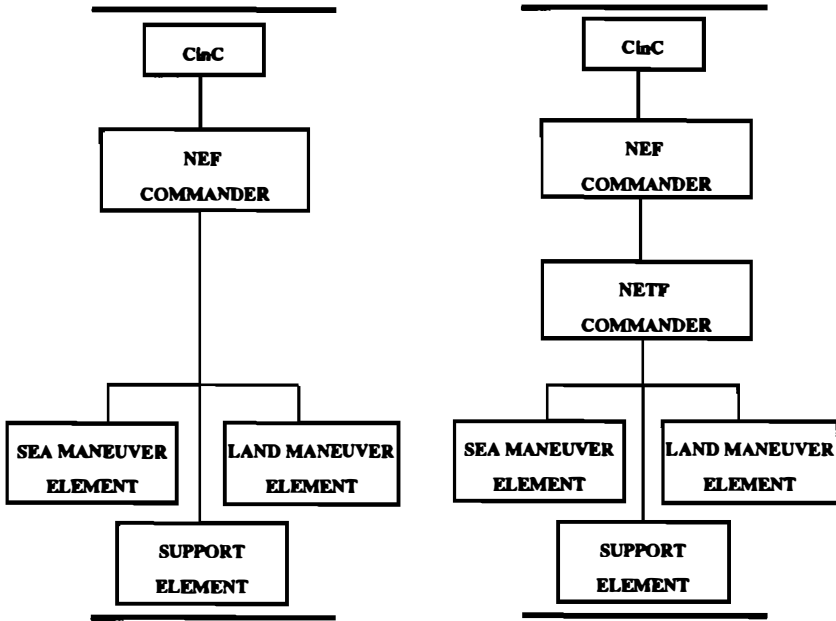 CinC
NEF
COMMANDER
SEA MANEUVER
ELEMENT
LAND MANEUVER
ELEMENT
SUPPORT
ELEMENT
CinC
NEF
COMMANDER
NETF
COMMANDER
SEA MANEUVER
ELEMENT
LAND MANEUVER
ELEMENT
SUPPORT
ELEMENT